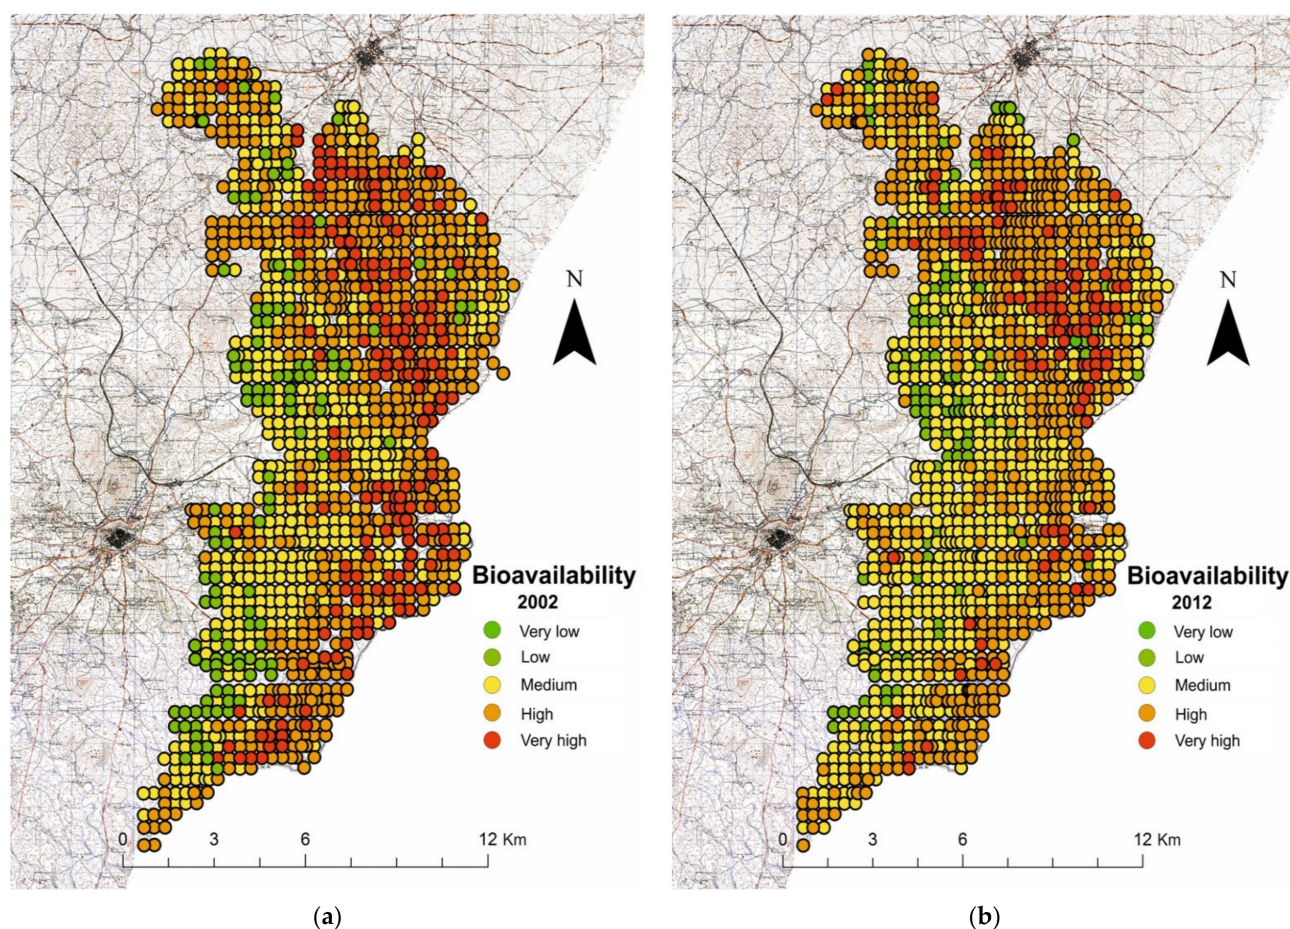 N
Bioavailability
2002
Very low
Low
Medium
High
Very high
0 3 6 12 Km
(a)
N
Bioavailability
2012
Very low
Low
Medium
High
Very high
0 3 6 12 Km
(b)